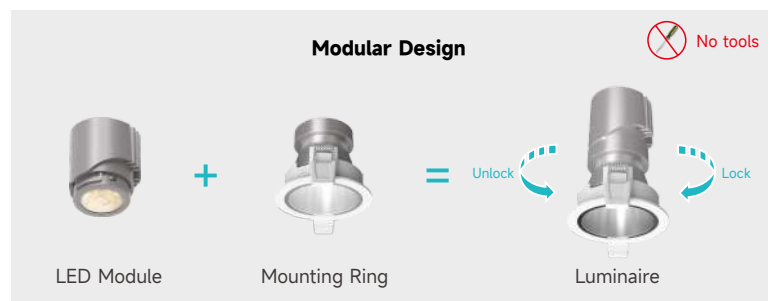 Modular Design
No tools
+
=
Unlock
Lock
LED Module
Mounting Ring
Luminaire